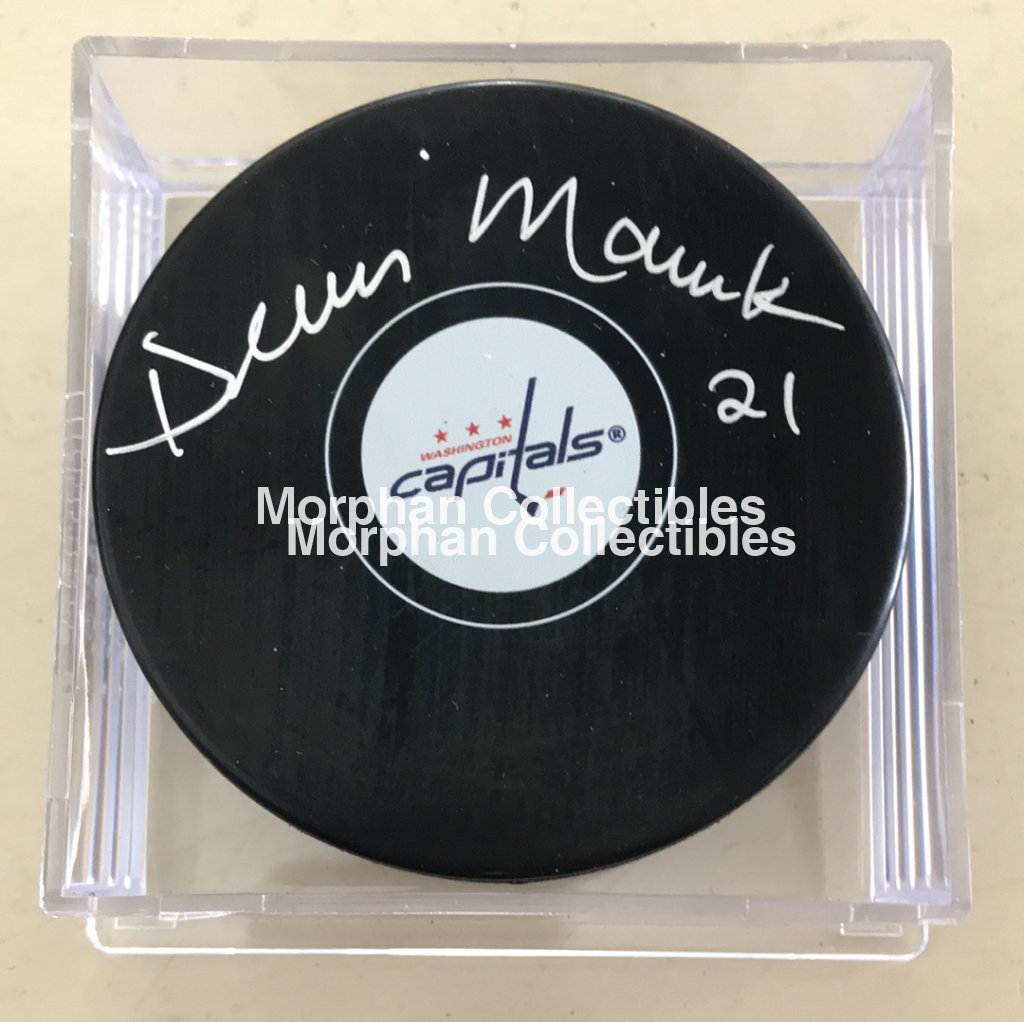 Dennis Maruk
21
WASHINGTON
capitals®
Morphan Collectibles
Morphan Collectibles